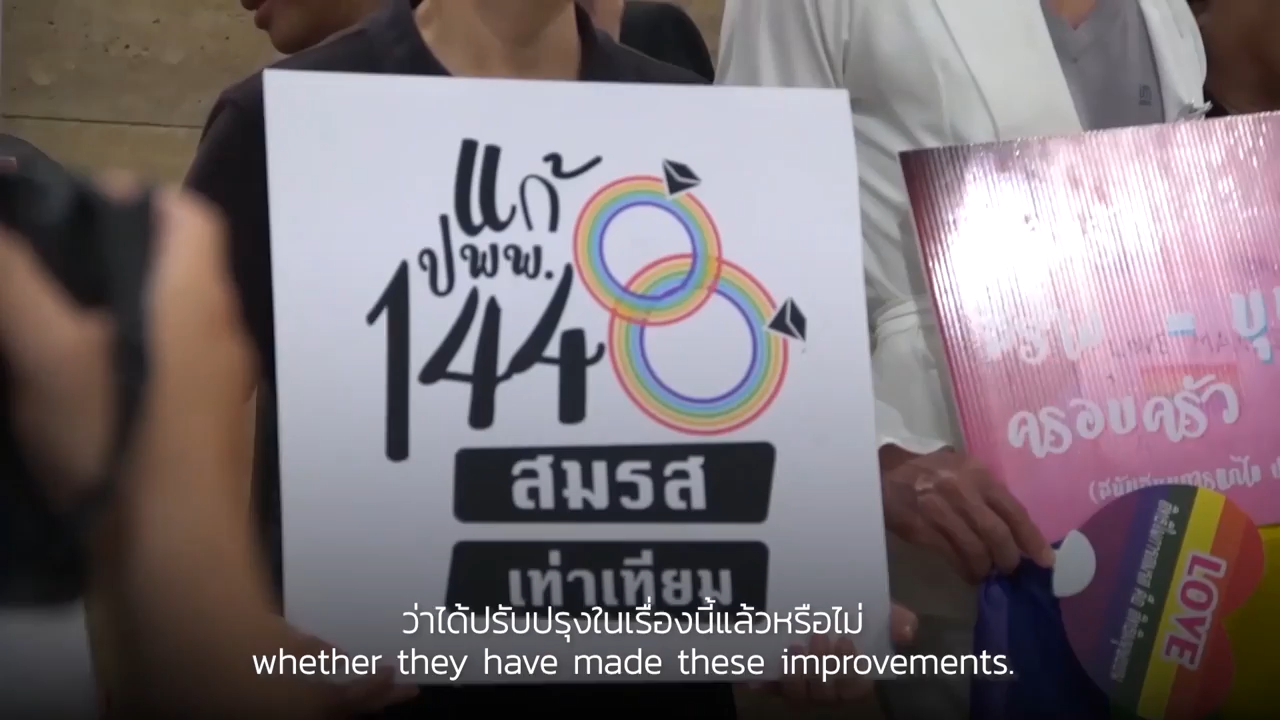 แก้
ปพพ.
1448
สมรส
เท่าเทียม
ครอบครัว
LOVE
ว่าได้ปรับปรุงในเรื่องนี้แล้วหรือไม่
whether they have made these improvements.